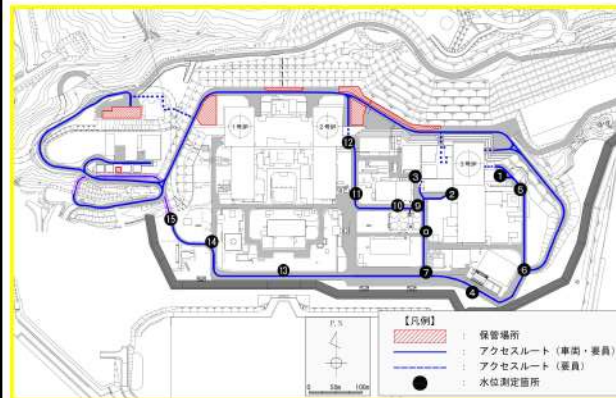 1号炉
2号炉
3号炉
12
3
1
2
5
11
10
9
15
14
α
13
7
6
4
P.N
0 50m 100m
【凡例】
： 保管場所
： アクセスルート（車両・要員）
： アクセスルート（要員）
： 水位測定箇所